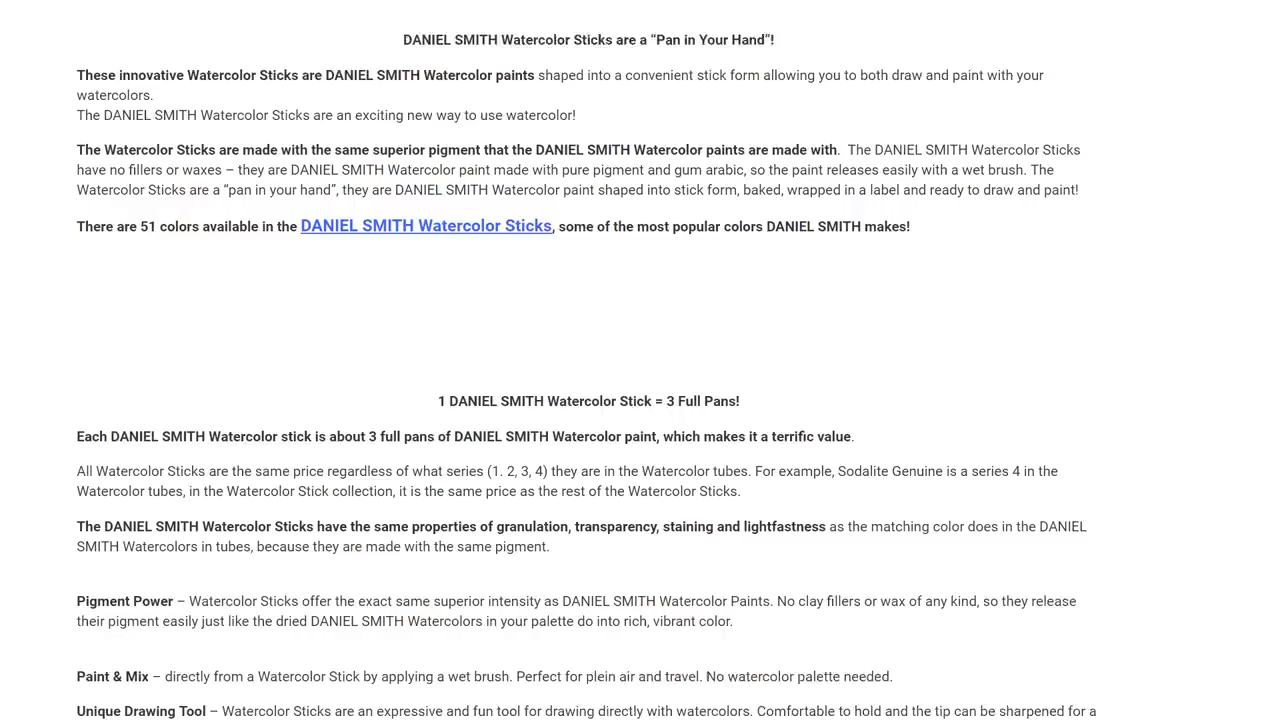 DANIEL SMITH Watercolor Sticks are a “Pan in Your Hand”!
These innovative Watercolor Sticks are DANIEL SMITH Watercolor paints shaped into a convenient stick form allowing you to both draw and paint with your
watercolors.
The DANIEL SMITH Watercolor Sticks are an exciting new way to use watercolor!
The Watercolor Sticks are made with the same superior pigment that the DANIEL SMITH Watercolor paints are made with.  The DANIEL SMITH Watercolor Sticks
have no fillers or waxes – they are DANIEL SMITH Watercolor paint made with pure pigment and gum arabic, so the paint releases easily with a wet brush. The
Watercolor Sticks are a “pan in your hand”, they are DANIEL SMITH Watercolor paint shaped into stick form, baked, wrapped in a label and ready to draw and paint!
There are 51 colors available in the DANIEL SMITH Watercolor Sticks, some of the most popular colors DANIEL SMITH makes!
1 DANIEL SMITH Watercolor Stick = 3 Full Pans!
Each DANIEL SMITH Watercolor stick is about 3 full pans of DANIEL SMITH Watercolor paint, which makes it a terrific value.
All Watercolor Sticks are the same price regardless of what series (1. 2, 3, 4) they are in the Watercolor tubes. For example, Sodalite Genuine is a series 4 in the
Watercolor tubes, in the Watercolor Stick collection, it is the same price as the rest of the Watercolor Sticks.
The DANIEL SMITH Watercolor Sticks have the same properties of granulation, transparency, staining and lightfastness as the matching color does in the DANIEL
SMITH Watercolors in tubes, because they are made with the same pigment.
Pigment Power – Watercolor Sticks offer the exact same superior intensity as DANIEL SMITH Watercolor Paints. No clay fillers or wax of any kind, so they release
their pigment easily just like the dried DANIEL SMITH Watercolors in your palette do into rich, vibrant color.
Paint & Mix – directly from a Watercolor Stick by applying a wet brush. Perfect for plein air and travel. No watercolor palette needed.
Unique Drawing Tool – Watercolor Sticks are an expressive and fun tool for drawing directly with watercolors. Comfortable to hold and the tip can be sharpened for a